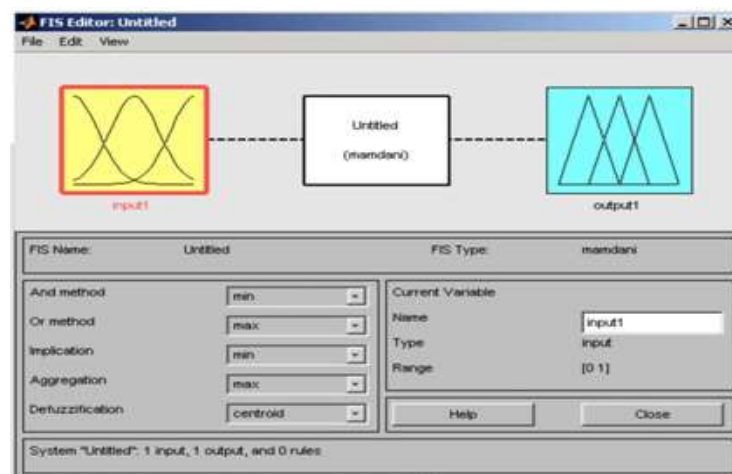 FIS Editor: Untitled
File Edit View
Untitled
(mamdani)
input1
output1
FIS Name: Untitled FIS Type: mamdani
And method min
Or method max
Implication min
Aggregation max
Defuzzification centroid
Current Variable
Name input1
Type input
Range [0 1]
Help Close
System "Untitled": 1 input, 1 output, and 0 rules